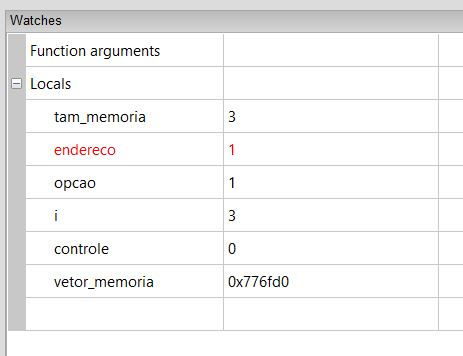 Watches
Function arguments
Locals
tam_memoria 3
endereco 1
opcao 1
i 3
controle 0
vetor_memoria 0x776fd0